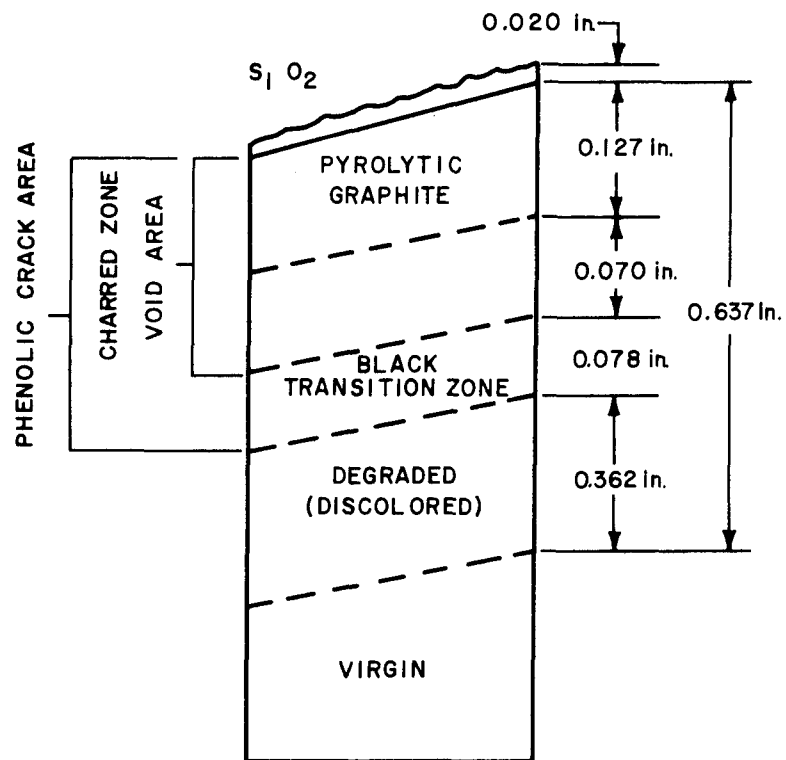 0.020 in.
Sι O2
PYROLYTIC
GRAPHITE
0.127 in.
0.070 in.
0.637 in.
BLACK
TRANSITION ZONE
0.078 in.
DEGRADED
(DISCOLORED)
0.362 in.
VIRGIN
PHENOLIC CRACK AREA
CHARRED ZONE
VOID AREA